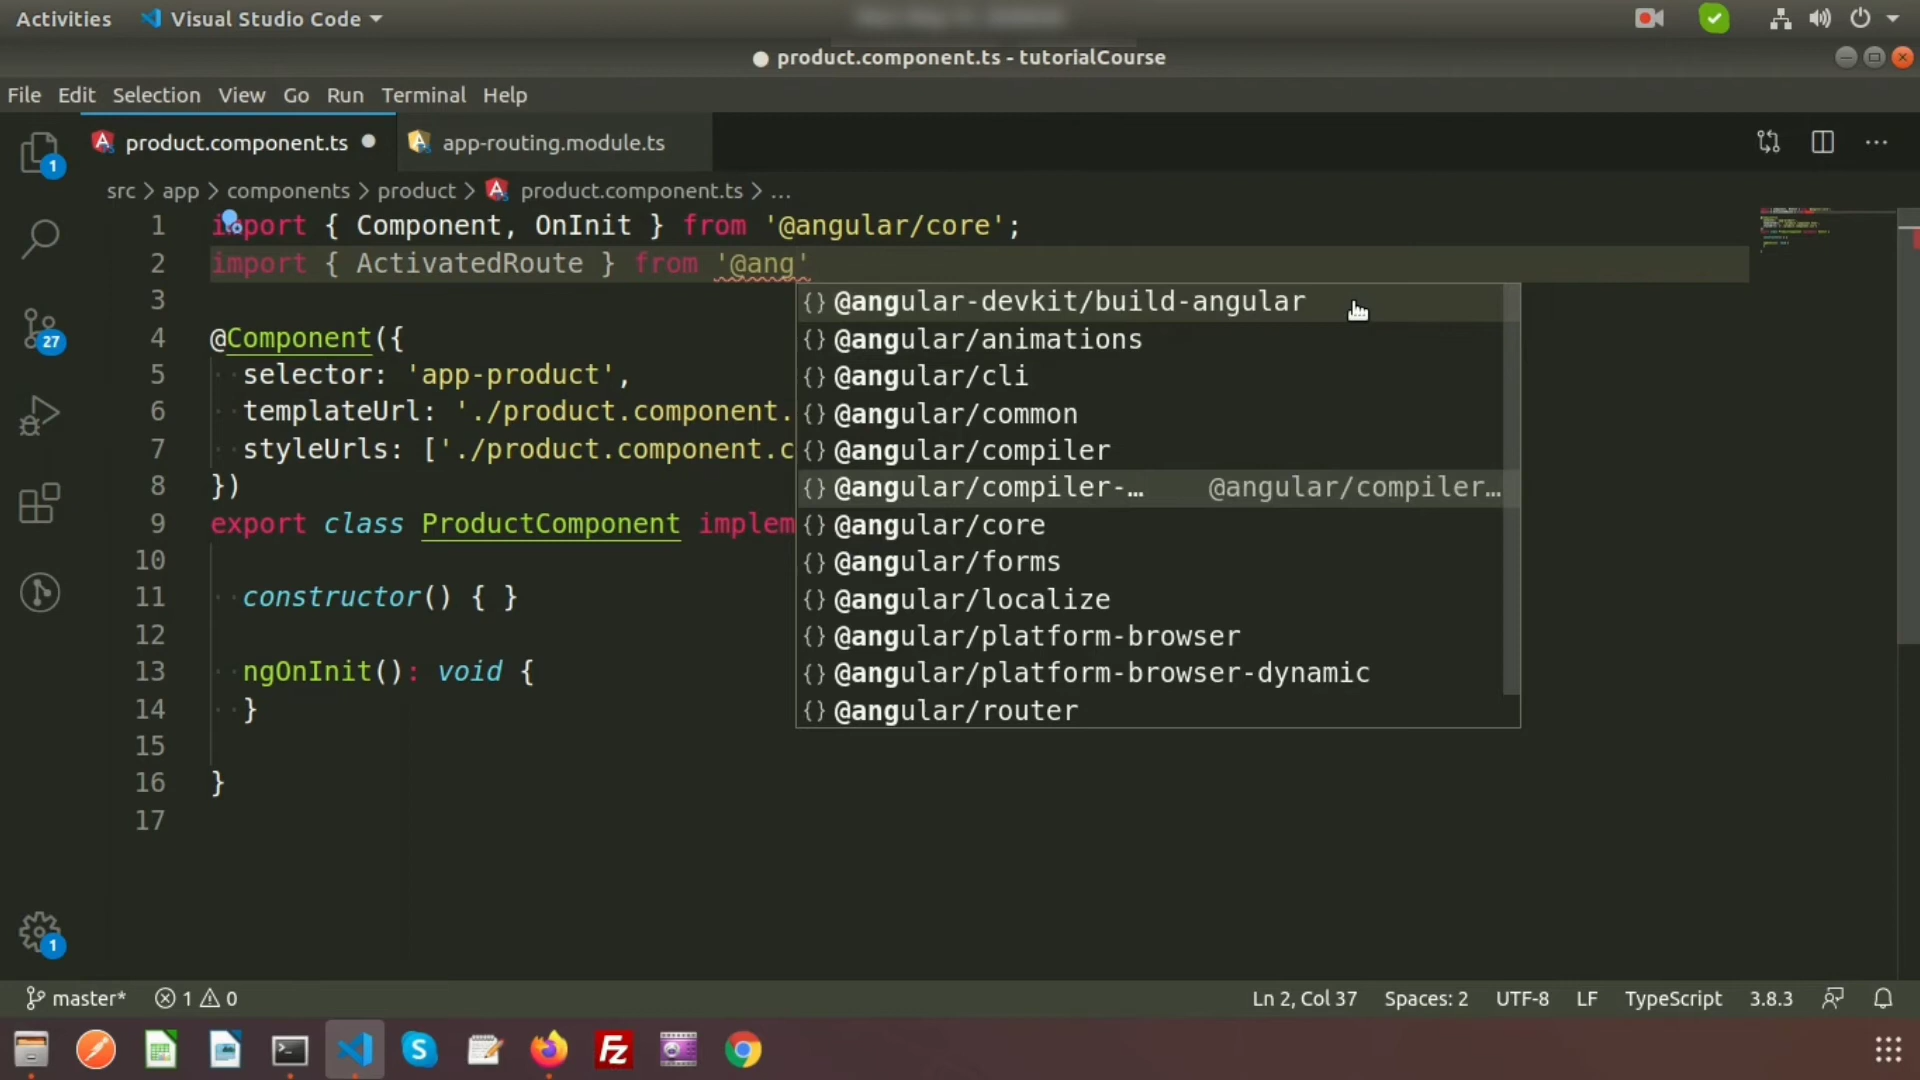 Activities Visual Studio Code
product.component.ts - tutorialCourse
File Edit Selection View Go Run Terminal Help
product.component.ts app-routing.module.ts
1
src > app > components > product > product.component.ts > ...
1 import { Component, OnInit } from '@angular/core';
2 import { ActivatedRoute } from '@ang'
3 {} @angular-devkit/build-angular
4 @Component({ {} @angular/animations
27
5 selector: 'app-product', {} @angular/cli
6 templateUrl: './product.component. {} @angular/common
7 styleUrls: ['./product.component.c {} @angular/compiler
8 }) {} @angular/compiler-… @angular/compiler…
9 export class ProductComponent implem {} @angular/core
10 {} @angular/forms
11 constructor() { } {} @angular/localize
12 {} @angular/platform-browser
13 ngOnInit(): void { {} @angular/platform-browser-dynamic
14 } {} @angular/router
15
16 }
17
1
master* 1 0 Ln 2, Col 37 Spaces: 2 UTF-8 LF TypeScript 3.8.3
S
FZ